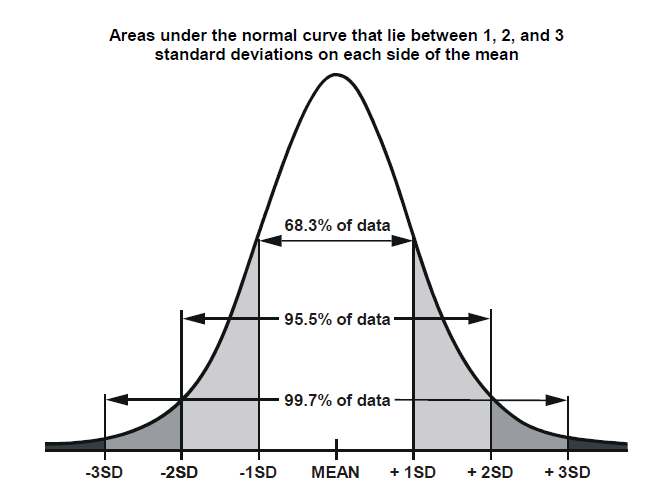 Areas under the normal curve that lie between 1, 2, and 3
standard deviations on each side of the mean
68.3% of data
95.5% of data
99.7% of data
-3SD -2SD -1SD MEAN + 1SD + 2SD + 3SD